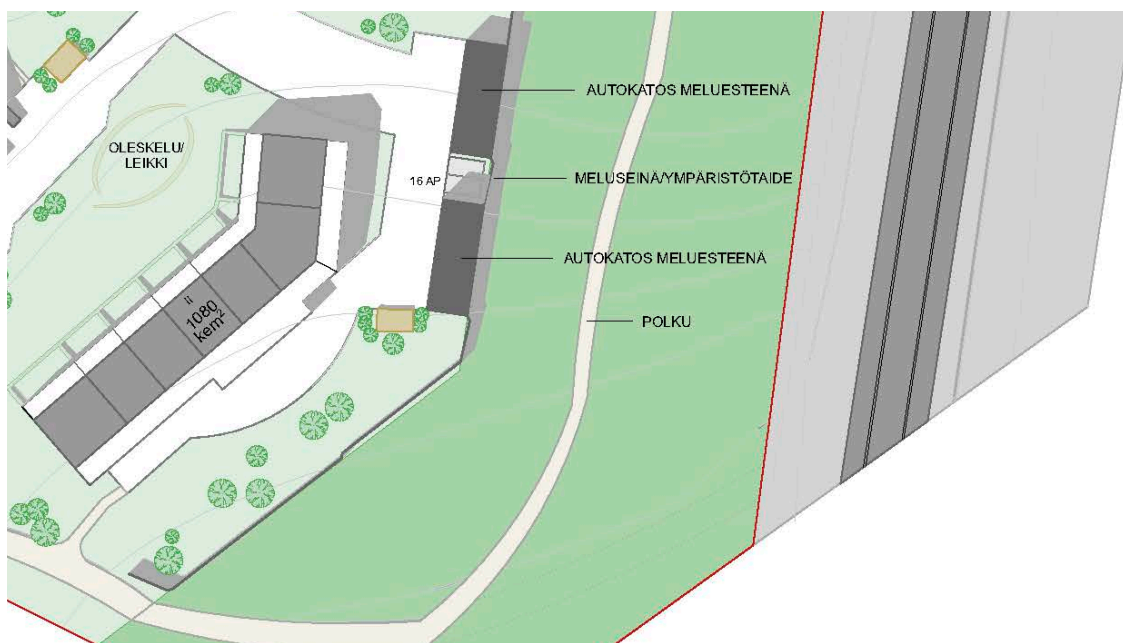 AUTOKATOS MELUESTEENÄ
OLESKELU/
LEIKKI
16 AP
MELUSEINÄ/YMPÄRISTÖTAIDE
AUTOKATOS MELUESTEENÄ
II
1080
kem²
POLKU